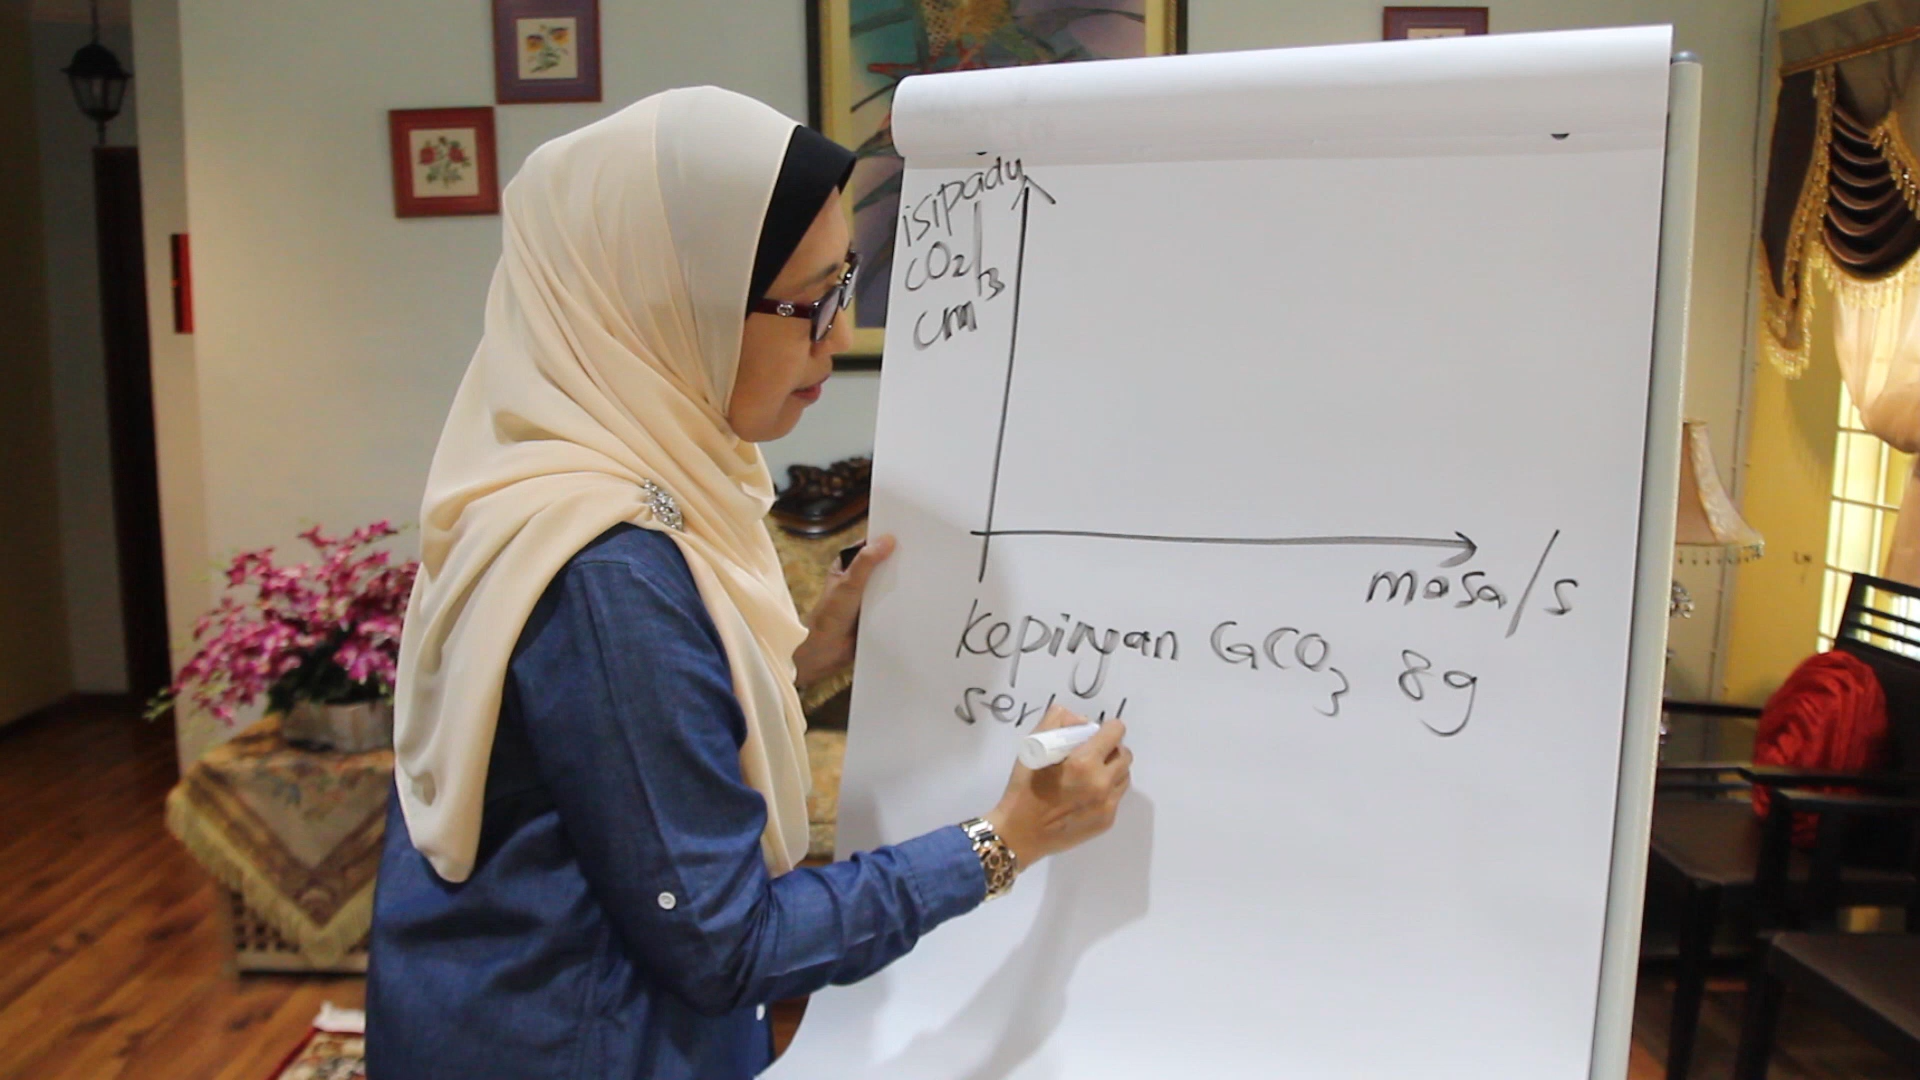 isipadu
CO₂/
cm³
masa/s
kepingan CaCO₃ 8g